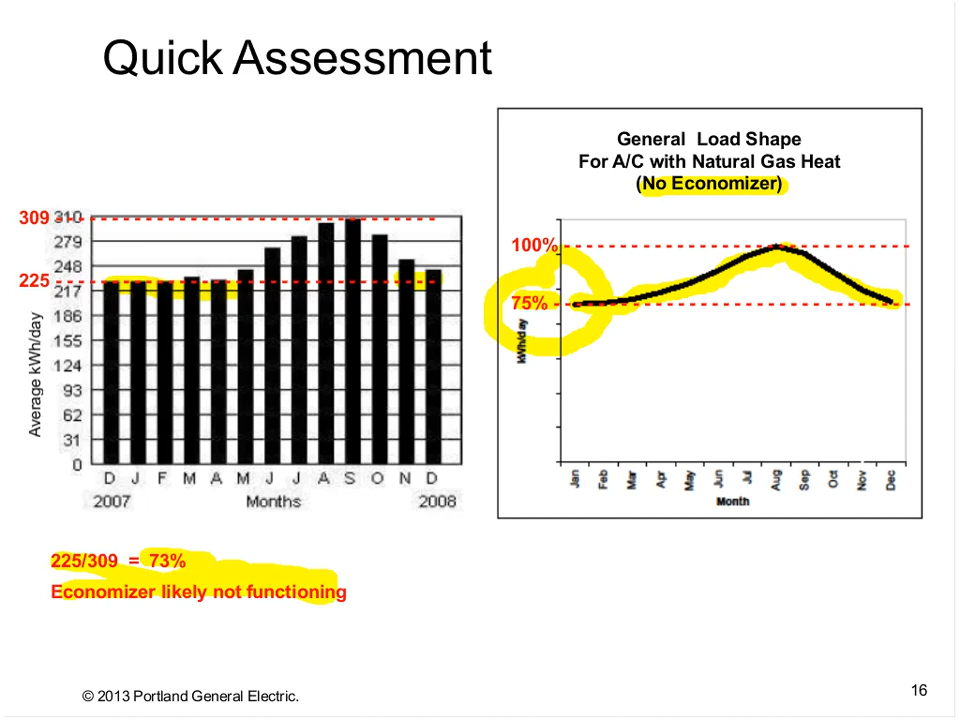 Quick Assessment
General Load Shape
For A/C with Natural Gas Heat
(No Economizer)
309
310
279
248
225
217
186
155
124
93
62
31
0
Average kWh/day
D J F M A M J J A S O N D
2007 Months 2008
100%
75%
kWh/day
Jan Feb Mar Apr May Jun Jul Aug Sep Oct Nov Dec
Month
225/309 = 73%
Economizer likely not functioning
© 2013 Portland General Electric.
16